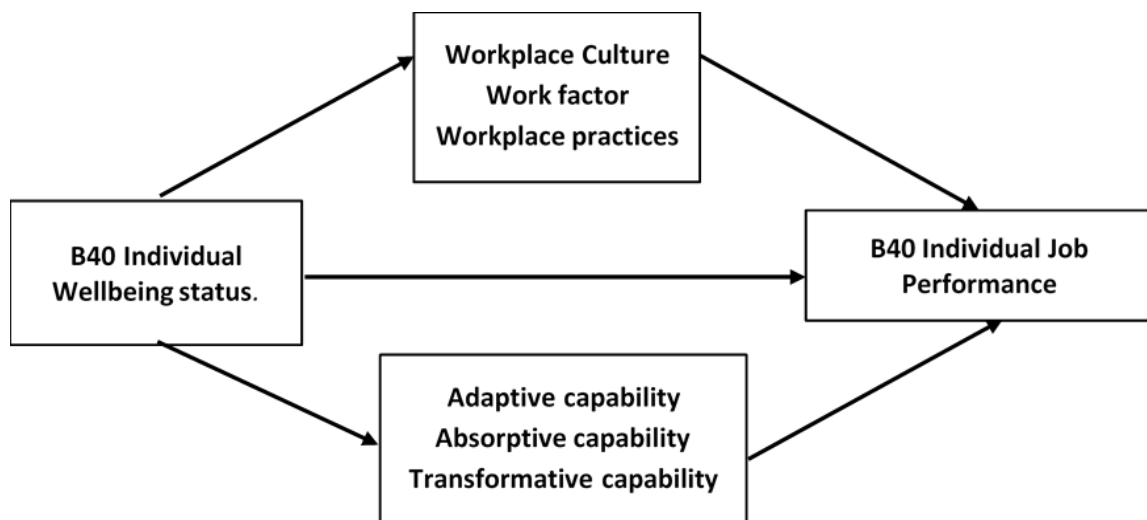 Workplace Culture
Work factor
Workplace practices
B40 Individual
Wellbeing status.
B40 Individual Job
Performance
Adaptive capability
Absorptive capability
Transformative capability